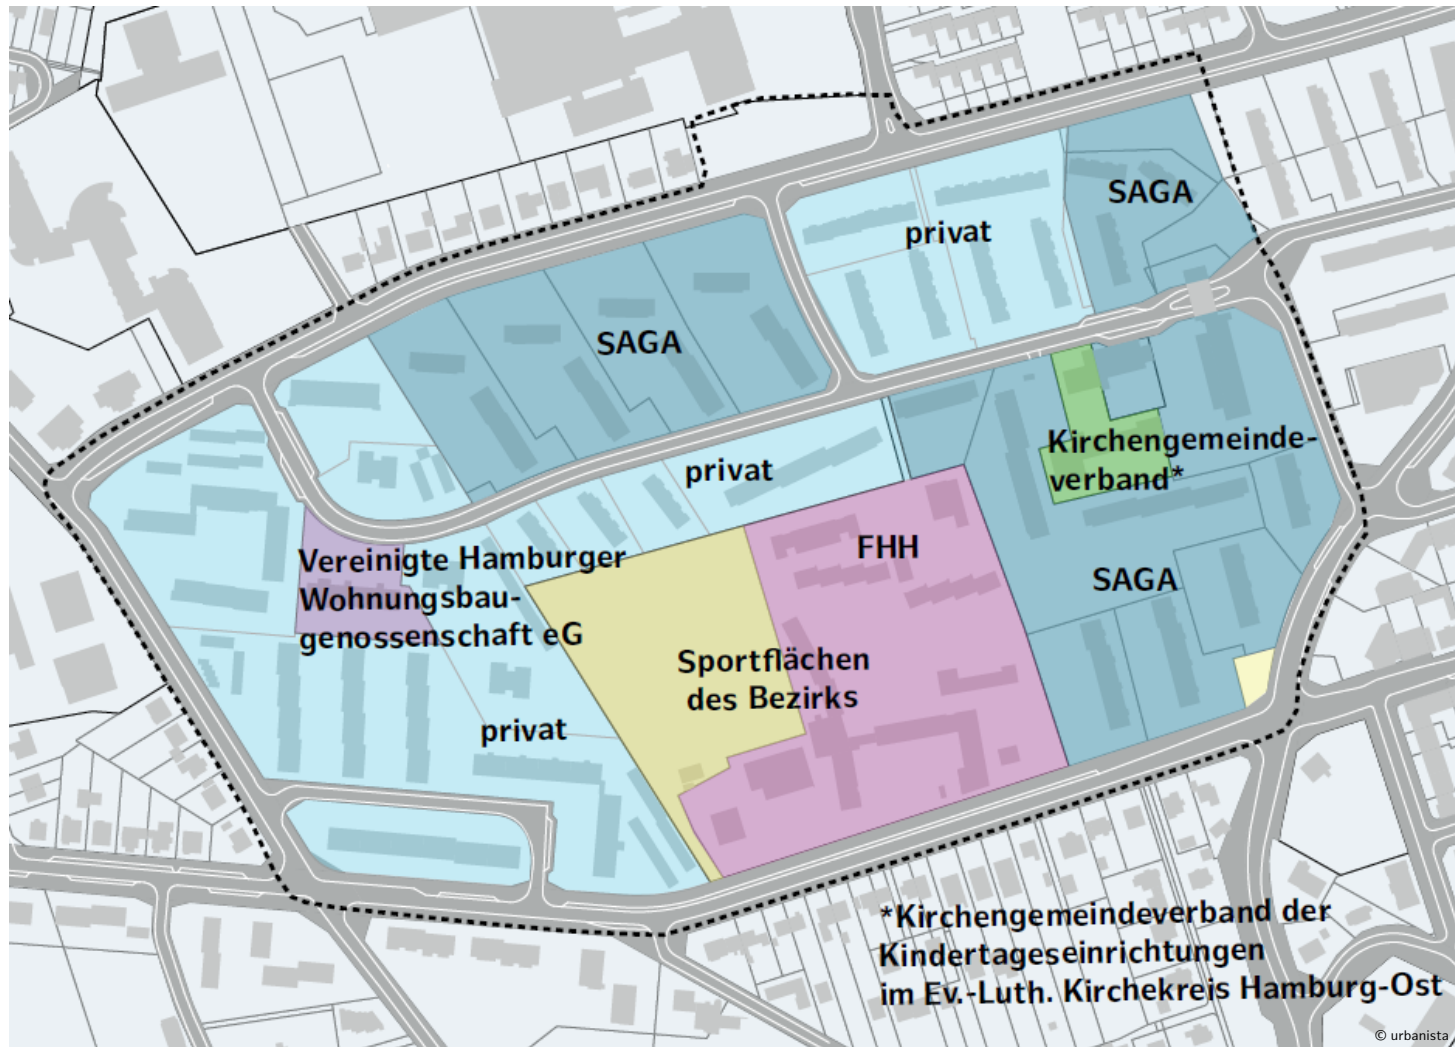 SAGA
privat
SAGA
Kirchengemeinde-
verband*
privat
FHH
Vereinigte Hamburger
Wohnungsbau-
genossenschaft eG
SAGA
Sportflächen
des Bezirks
privat
*Kirchengemeindeverband der
Kindertageseinrichtungen
im Ev.-Luth. Kirchekreis Hamburg-Ost
© urbanista